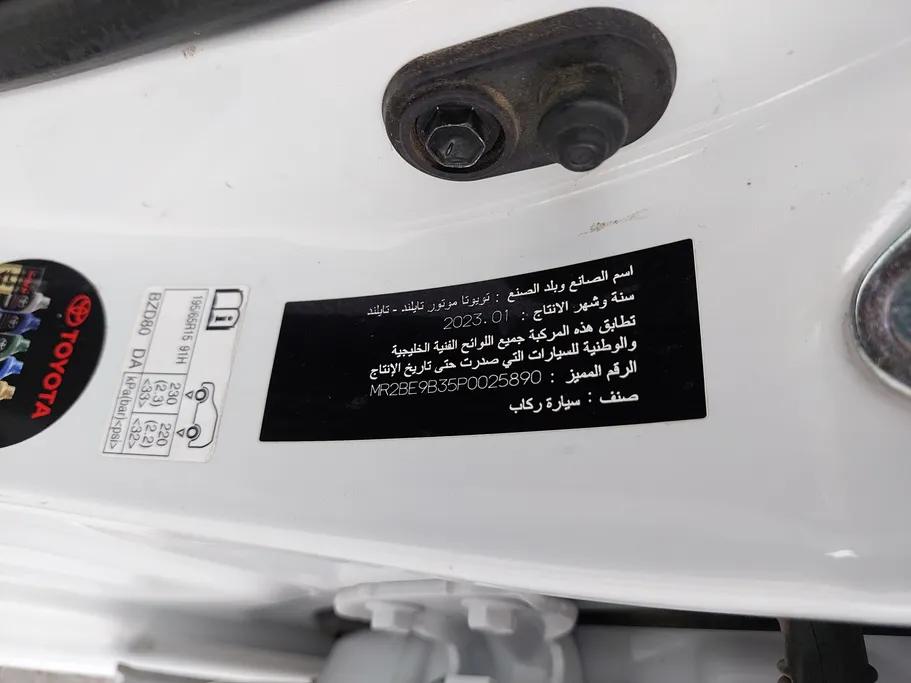 اسم الصانع وبلد الصنع : تويوتا موتور تايلند - تايلند
سنة وشهر الانتاج : 2023.01
تطابق هذه المركبة جميع اللوائح الفنية الخليجية
والوطنية للسيارات التي صدرت حتى تاريخ الإنتاج
الرقم المميز : MR2BE9B35P0025890
صنف : سيارة ركاب
195/65R15 91H
230 (2.3) <33>
220 (2.2) <32>
kPa(bar)<psi>
BZD80 DA
TOYOTA